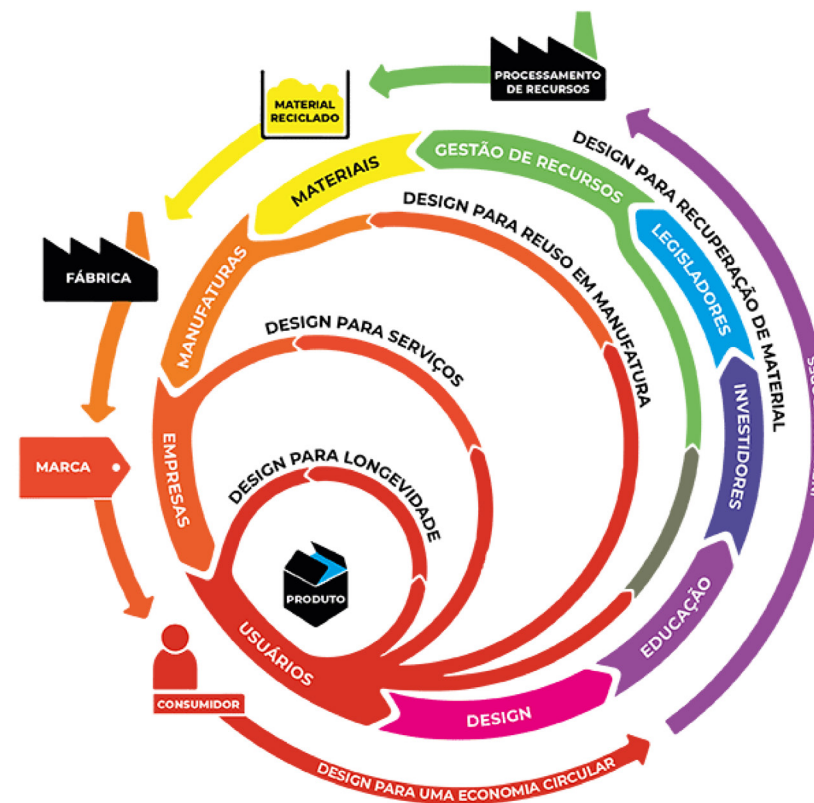 PROCESSAMENTO
DE RECURSOS
MATERIAL
RECICLADO
FÁBRICA
MARCA
CONSUMIDOR
DESIGN PARA UMA ECONOMIA CIRCULAR
GESTÃO DE RECURSOS
MATERIAIS
MANUFATURAS
EMPRESAS
USUÁRIOS
DESIGN
EDUCAÇÃO
INVESTIDORES
LEGISLADORES
DESIGN PARA RECUPERAÇÃO DE MATERIAL
DESIGN PARA REUSO EM MANUFATURA
DESIGN PARA SERVIÇOS
DESIGN PARA LONGEVIDADE
PRODUTO